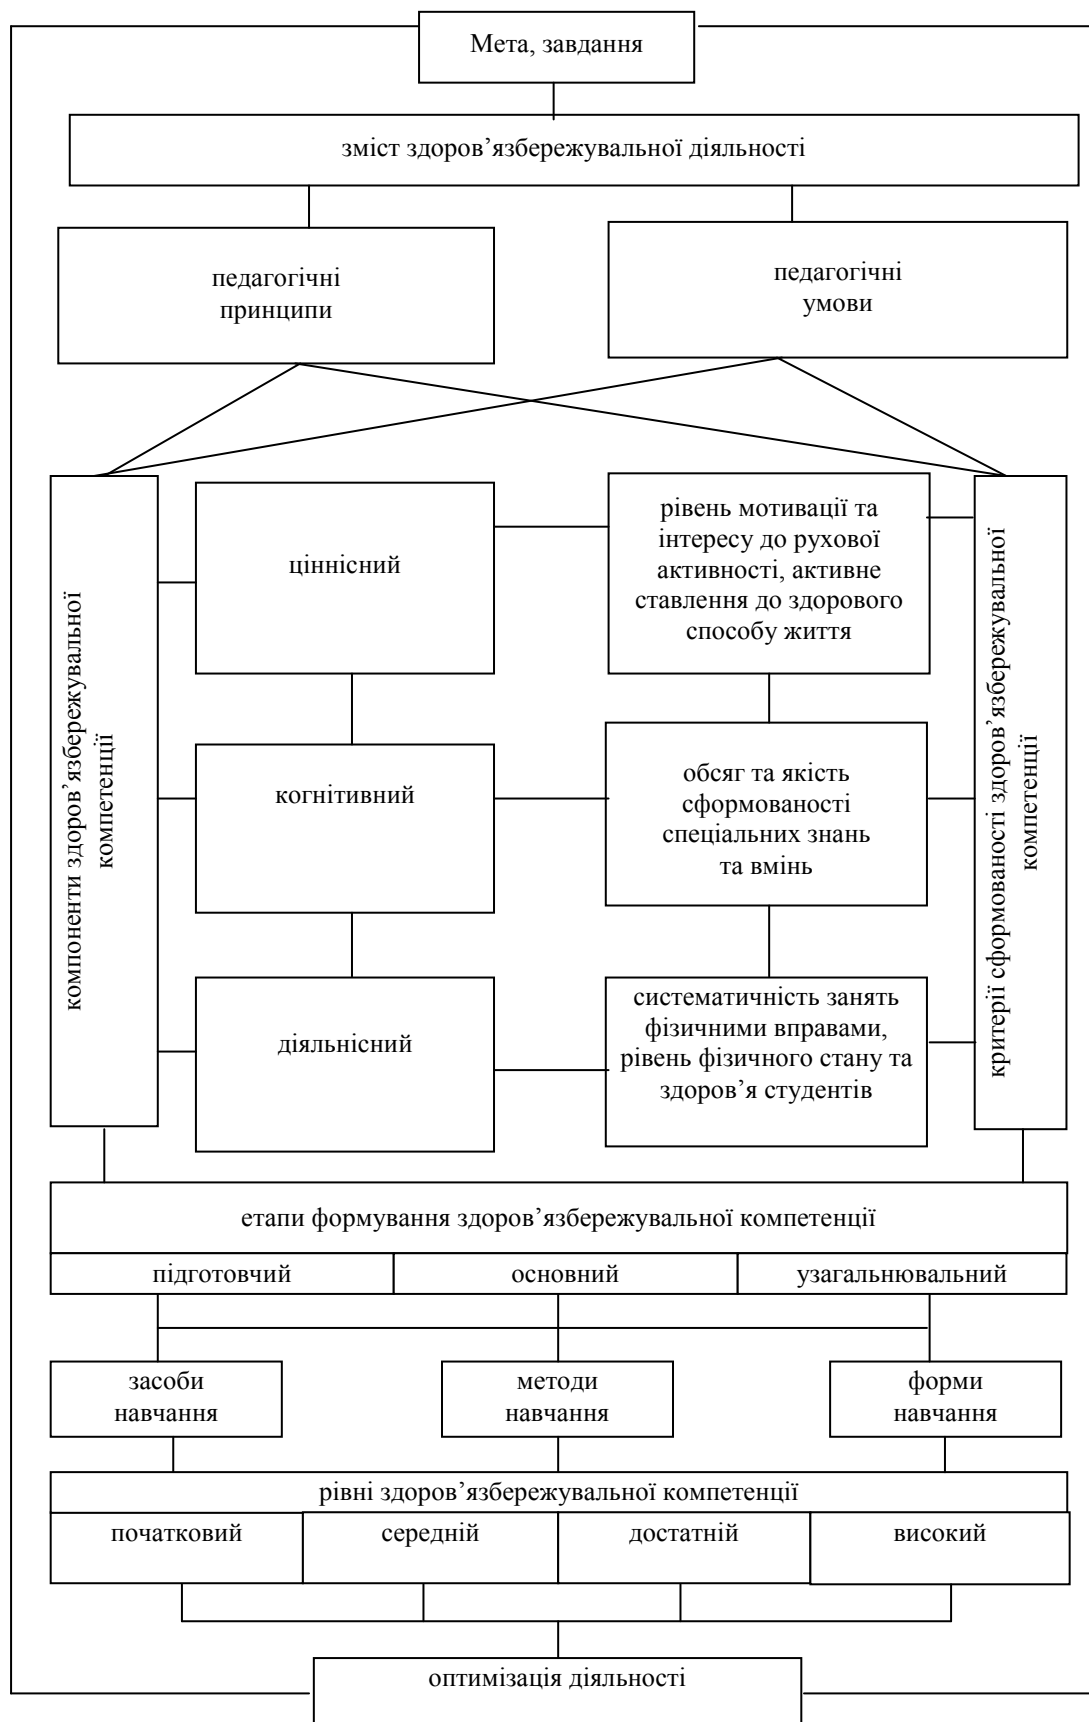 Мета, завдання
зміст здоров’язбережувальної діяльності
педагогічні
принципи
педагогічні
умови
компоненти здоров’язбережувальної
компетенції
ціннісний
рівень мотивації та
інтересу до рухової
активності, активне
ставлення до здорового
способу життя
когнітивний
обсяг та якість
сформованості
спеціальних знань
та вмінь
діяльнісний
систематичність занять
фізичними вправами,
рівень фізичного стану та
здоров’я студентів
критерії сформованості здоров’язбережувальної
компетенції
етапи формування здоров’язбережувальної компетенції
підготовчий
основний
узагальнювальний
засоби
навчання
методи
навчання
форми
навчання
рівні здоров’язбережувальної компетенції
початковий
середній
достатній
високий
оптимізація діяльності